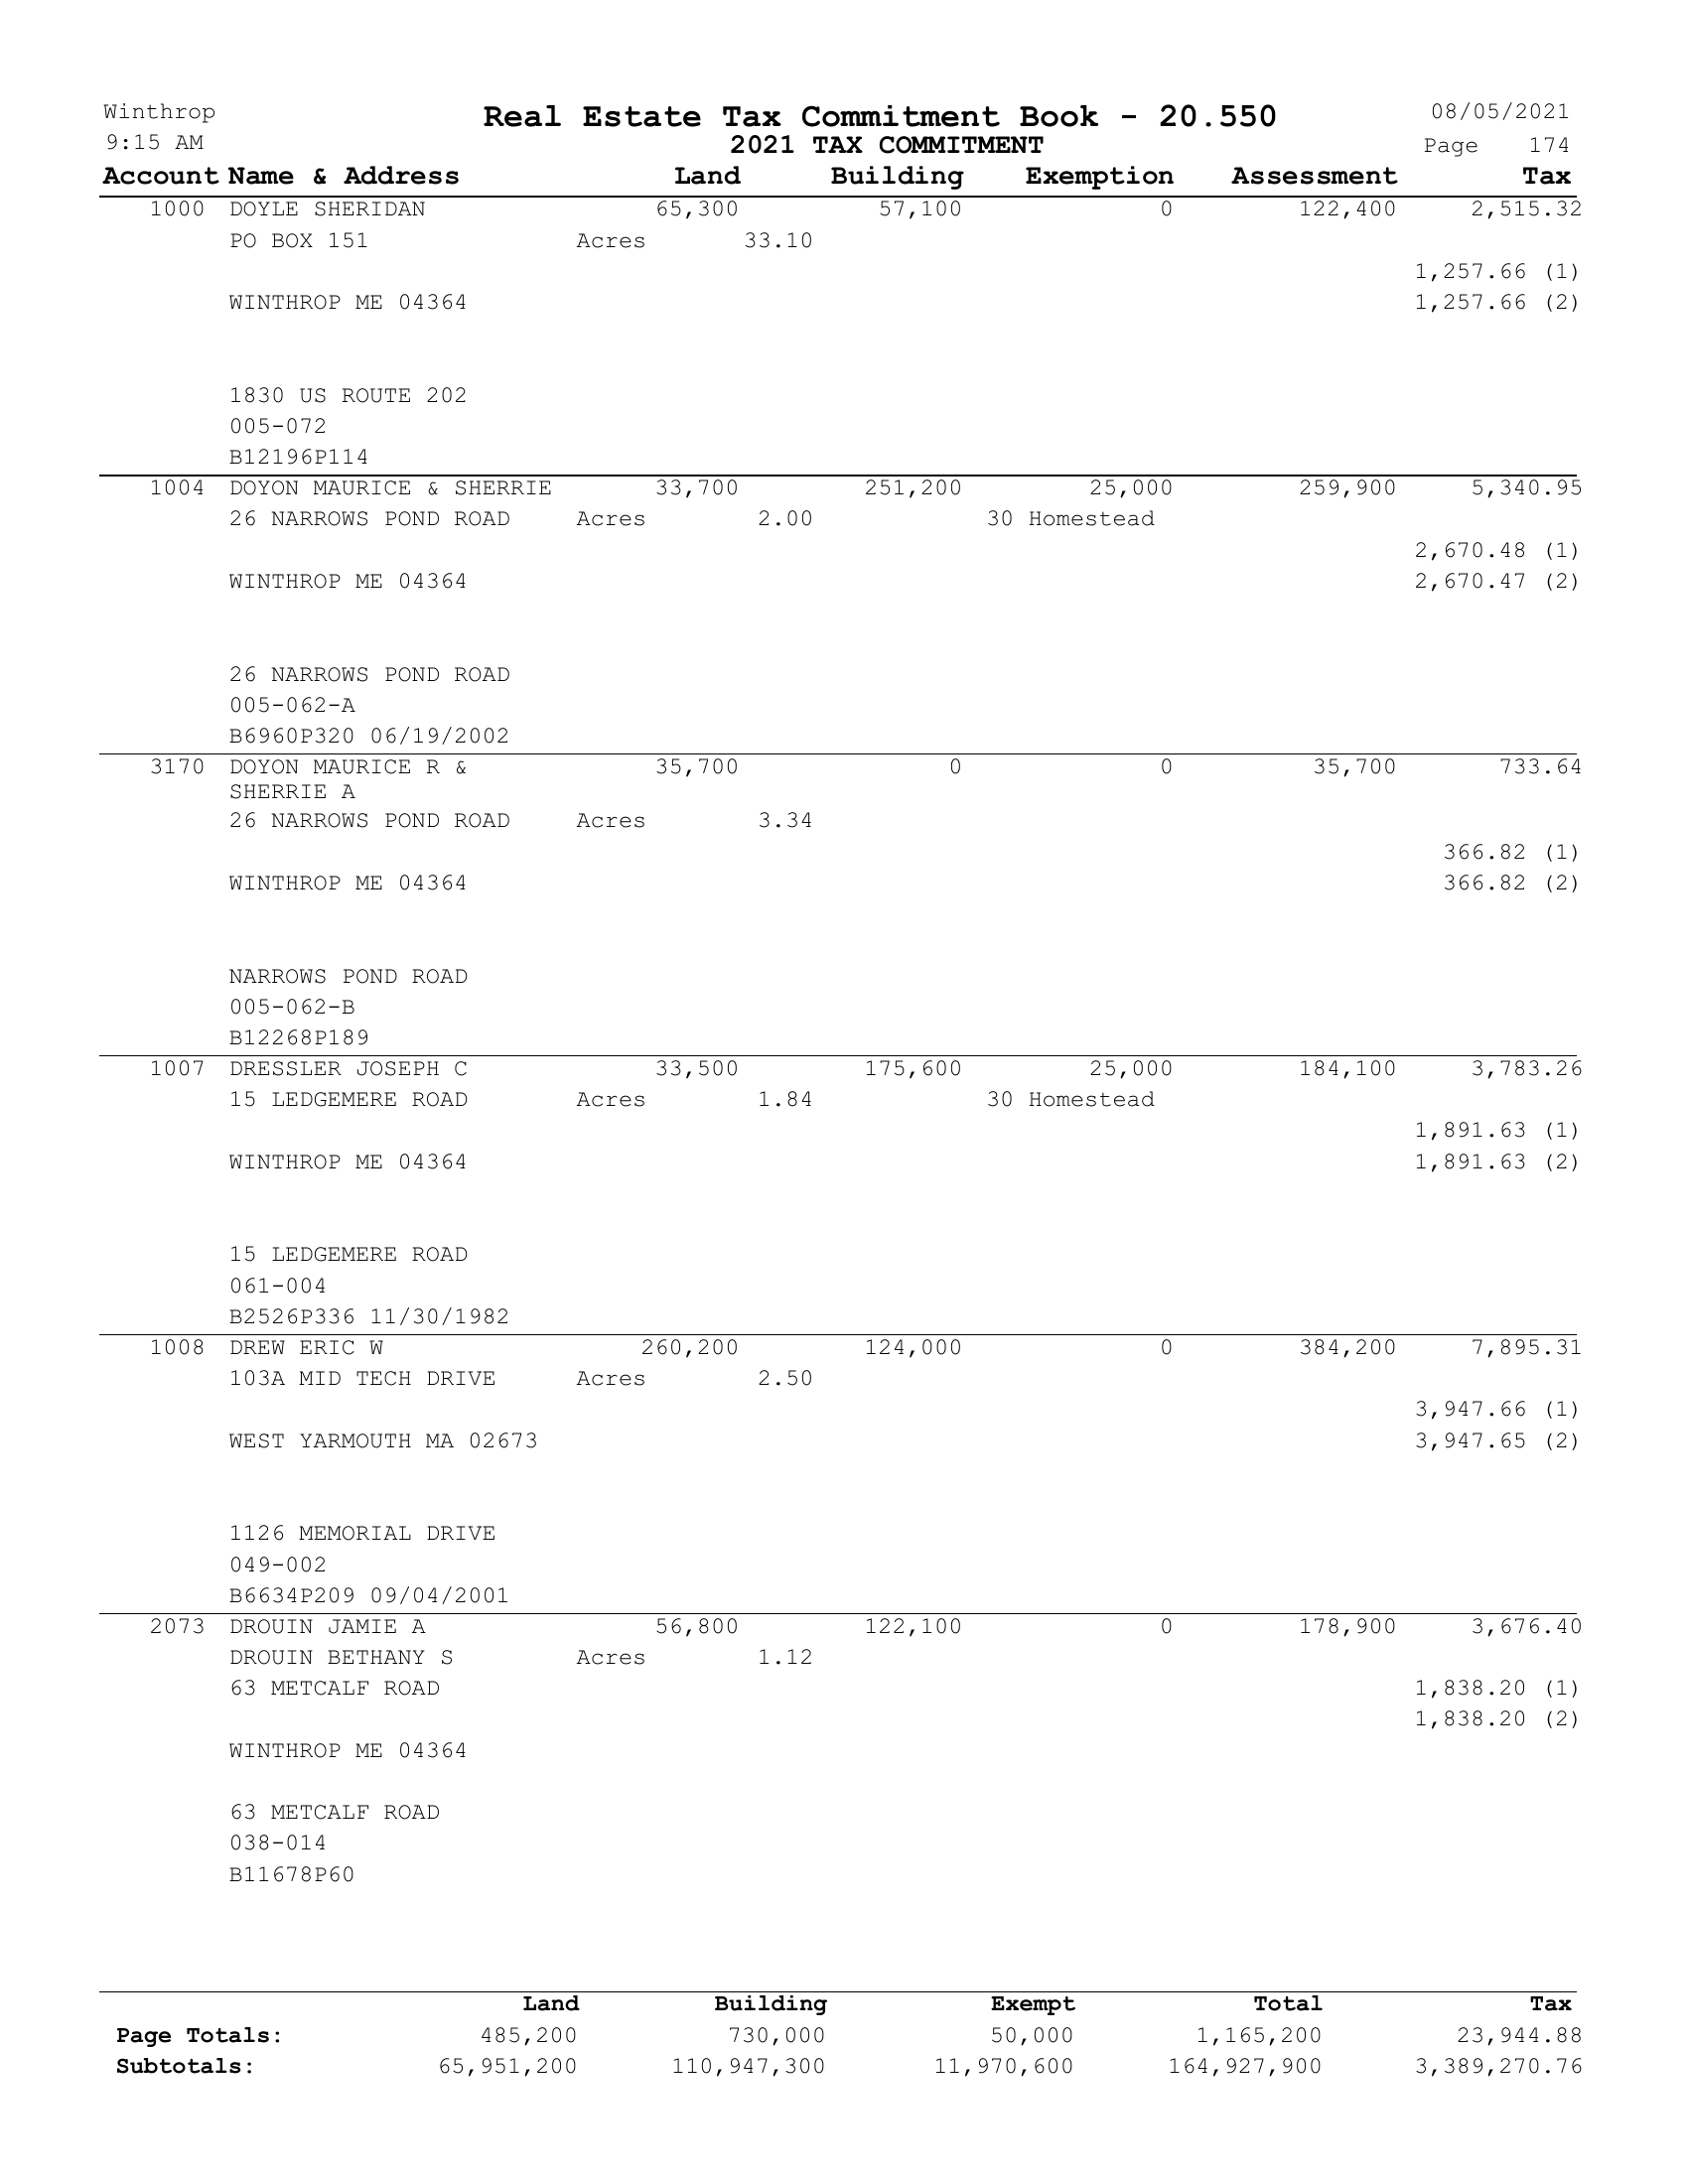 Winthrop Real Estate Tax Commitment Book - 20.550 08/05/2021
9:15 AM 2021 TAX COMMITMENT Page 174
Account Name & Address Land Building Exemption Assessment Tax
1000 DOYLE SHERIDAN 65,300 57,100 0 122,400 2,515.32
PO BOX 151 Acres 33.10
1,257.66 (1)
WINTHROP ME 04364 1,257.66 (2)
1830 US ROUTE 202
005-072
B12196P114
1004 DOYON MAURICE & SHERRIE 33,700 251,200 25,000 259,900 5,340.95
26 NARROWS POND ROAD Acres 2.00 30 Homestead
2,670.48 (1)
WINTHROP ME 04364 2,670.47 (2)
26 NARROWS POND ROAD
005-062-A
B6960P320 06/19/2002
3170 DOYON MAURICE R & 35,700 0 0 35,700 733.64
SHERRIE A
26 NARROWS POND ROAD Acres 3.34
366.82 (1)
WINTHROP ME 04364 366.82 (2)
NARROWS POND ROAD
005-062-B
B12268P189
1007 DRESSLER JOSEPH C 33,500 175,600 25,000 184,100 3,783.26
15 LEDGEMERE ROAD Acres 1.84 30 Homestead
1,891.63 (1)
WINTHROP ME 04364 1,891.63 (2)
15 LEDGEMERE ROAD
061-004
B2526P336 11/30/1982
1008 DREW ERIC W 260,200 124,000 0 384,200 7,895.31
103A MID TECH DRIVE Acres 2.50
3,947.66 (1)
WEST YARMOUTH MA 02673 3,947.65 (2)
1126 MEMORIAL DRIVE
049-002
B6634P209 09/04/2001
2073 DROUIN JAMIE A 56,800 122,100 0 178,900 3,676.40
DROUIN BETHANY S Acres 1.12
63 METCALF ROAD 1,838.20 (1)
1,838.20 (2)
WINTHROP ME 04364
63 METCALF ROAD
038-014
B11678P60
Land Building Exempt Total Tax
Page Totals: 485,200 730,000 50,000 1,165,200 23,944.88
Subtotals: 65,951,200 110,947,300 11,970,600 164,927,900 3,389,270.76